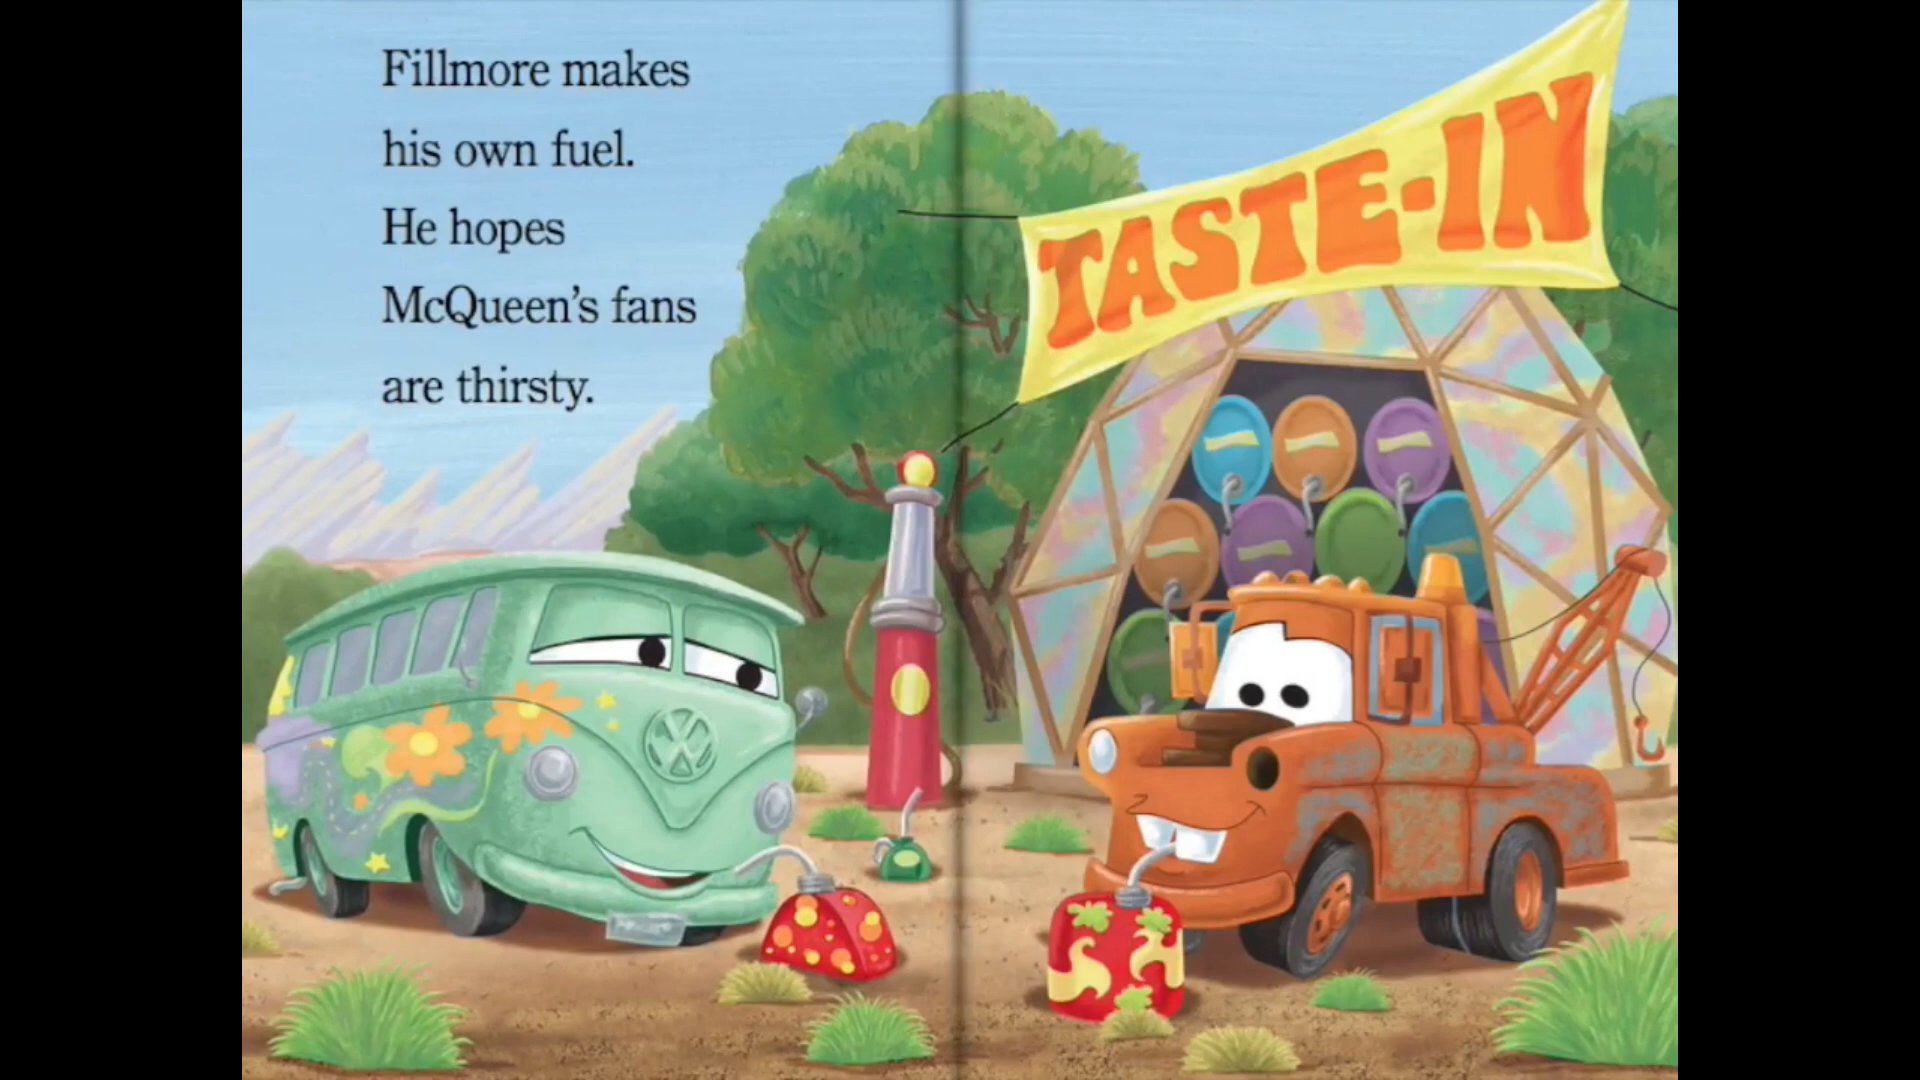 Fillmore makes
his own fuel.
He hopes
McQueen's fans
are thirsty.
TASTE-IN